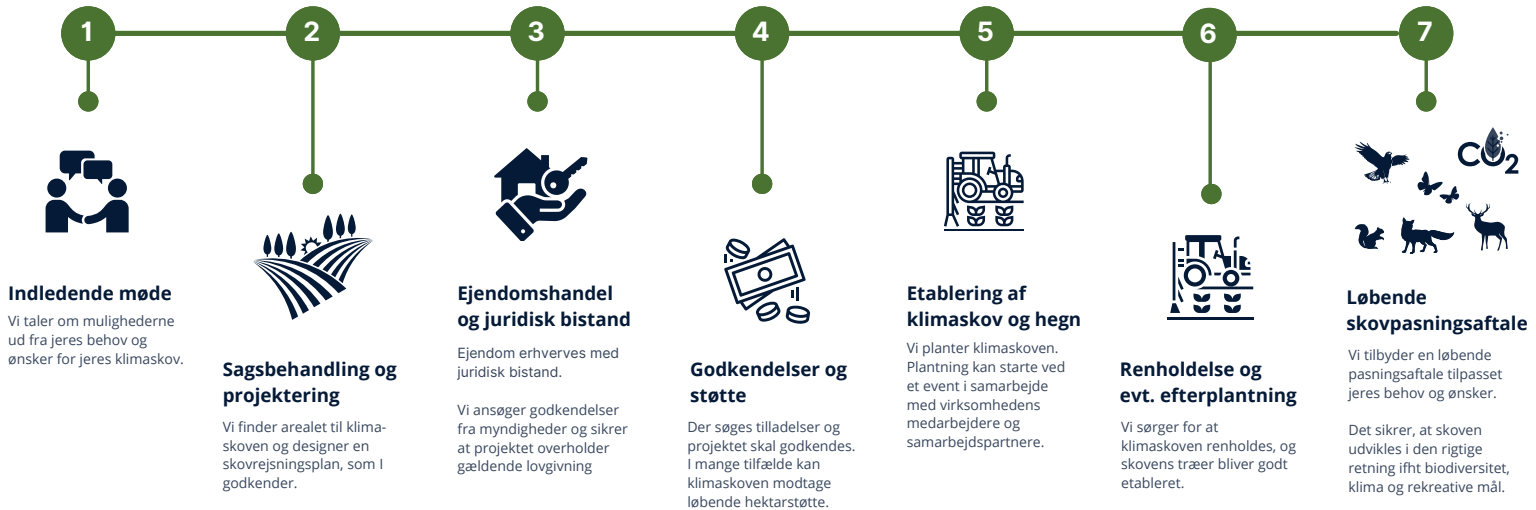 1
Indledende møde
Vi taler om mulighederne
ud fra jeres behov og
ønsker for jeres klimaskov.
2
Sagsbehandling og
projektering
Vi finder arealet til klima-
skoven og designer en
skovrejsningsplan, som I
godkender.
3
Ejendomshandel
og juridisk bistand
Ejendom erhverves med
juridisk bistand.
Vi ansøger godkendelser
fra myndigheder og sikrer
at projektet overholder
gældende lovgivning
4
Godkendelser og
støtte
Der søges tilladelser og
projektet skal godkendes.
I mange tilfælde kan
klimaskoven modtage
løbende hektarstøtte.
5
Etablering af
klimaskov og hegn
Vi planter klimaskoven.
Plantning kan starte ved
et event i samarbejde
med virksomhedens
medarbejdere og
samarbejdspartnere.
6
Renholdelse og
evt. efterplantning
Vi sørger for at
klimaskoven renholdes, og
skovens træer bliver godt
etableret.
7
CO2
Løbende
skovpasningsaftale
Vi tilbyder en løbende
pasningsaftale tilpasset
jeres behov og ønsker.
Det sikrer, at skoven
udvikles i den rigtige
retning ifht biodiversitet,
klima og rekreative mål.